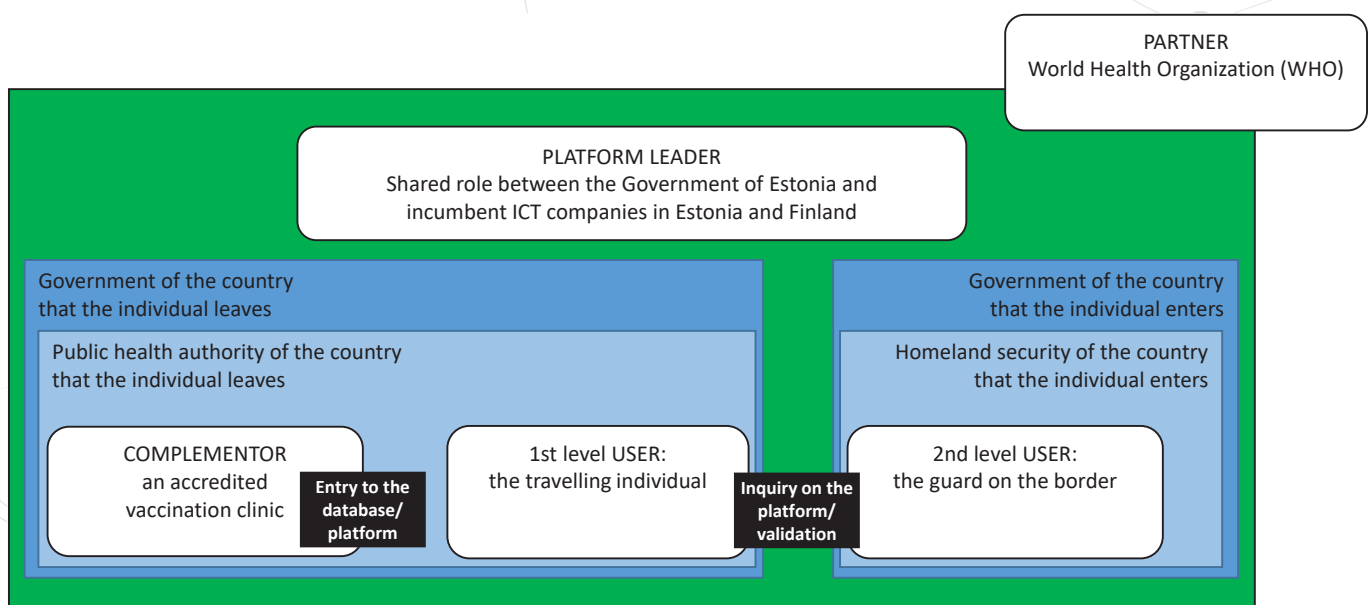 PARTNER
World Health Organization (WHO)
PLATFORM LEADER
Shared role between the Government of Estonia and
incumbent ICT companies in Estonia and Finland
Government of the country
that the individual leaves
Government of the country
that the individual enters
Public health authority of the country
that the individual leaves
Homeland security of the country
that the individual enters
COMPLEMENTOR
an accredited
vaccination clinic
Entry to the
database/
platform
1st level USER:
the travelling individual
Inquiry on the
platform/
validation
2nd level USER:
the guard on the border